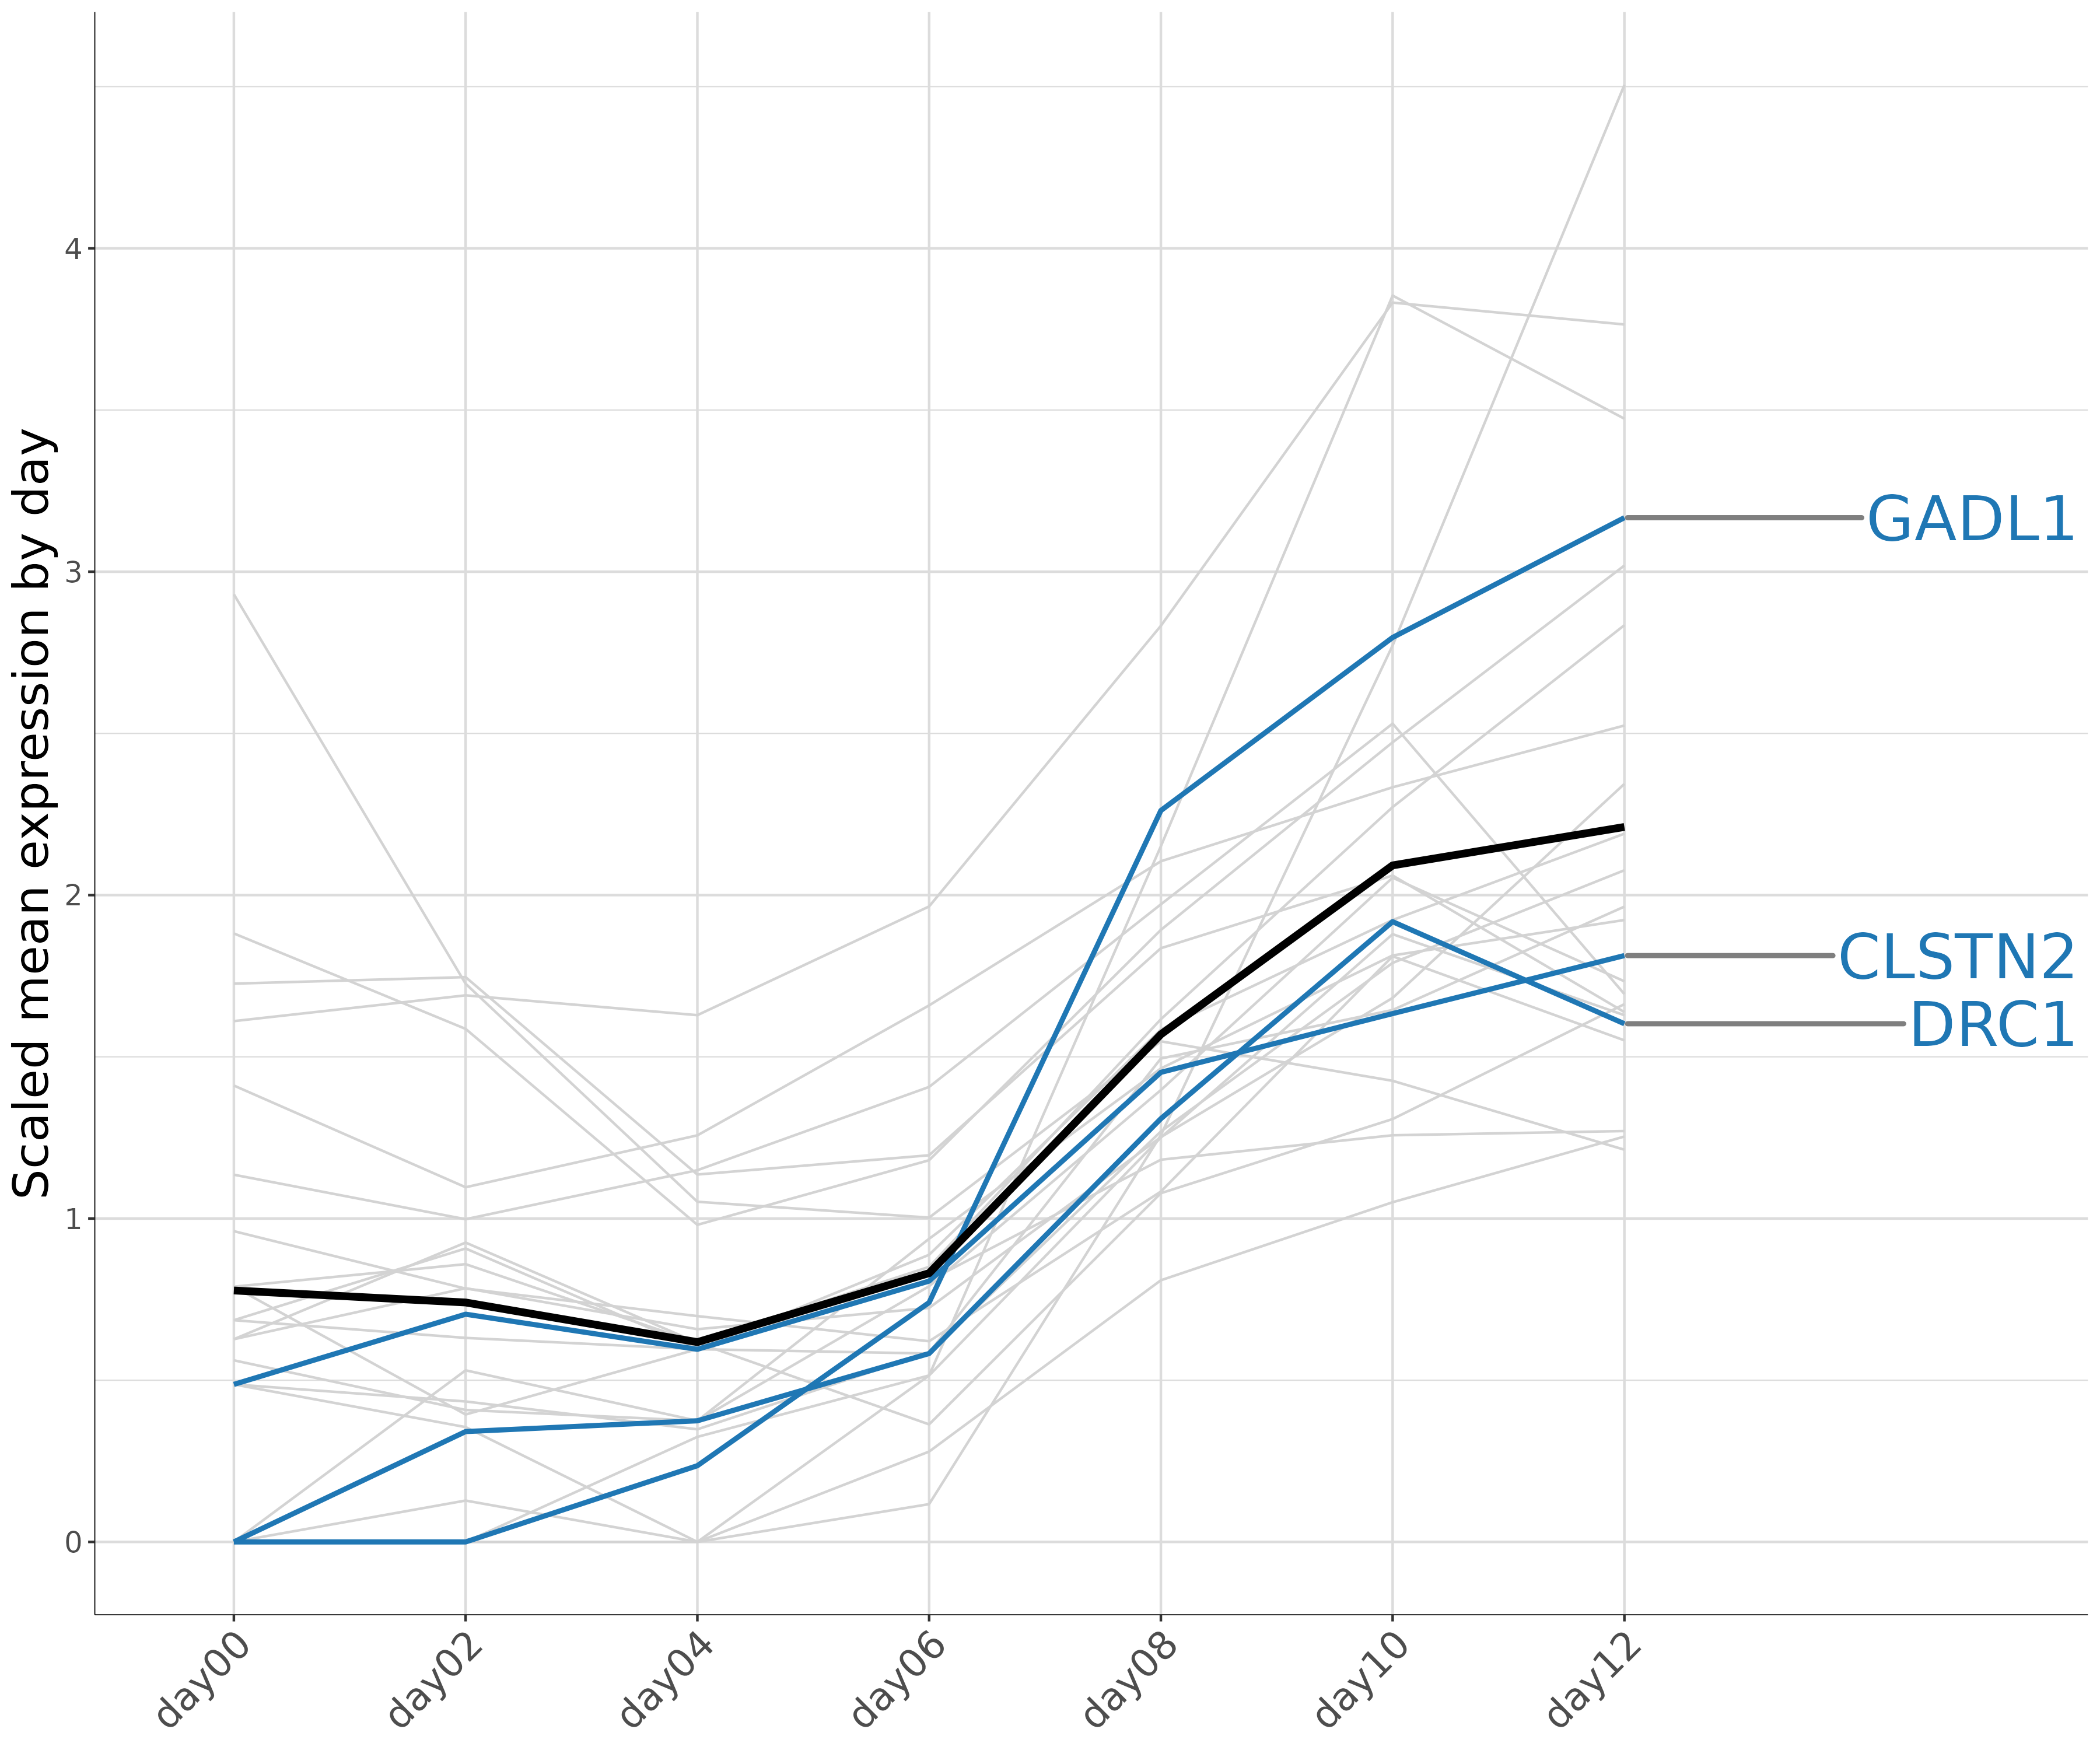 Scaled mean expression by day
4
3
2
1
0
GADL1
CLSTN2
DRC1
day00
day02
day04
day06
day08
day10
day12